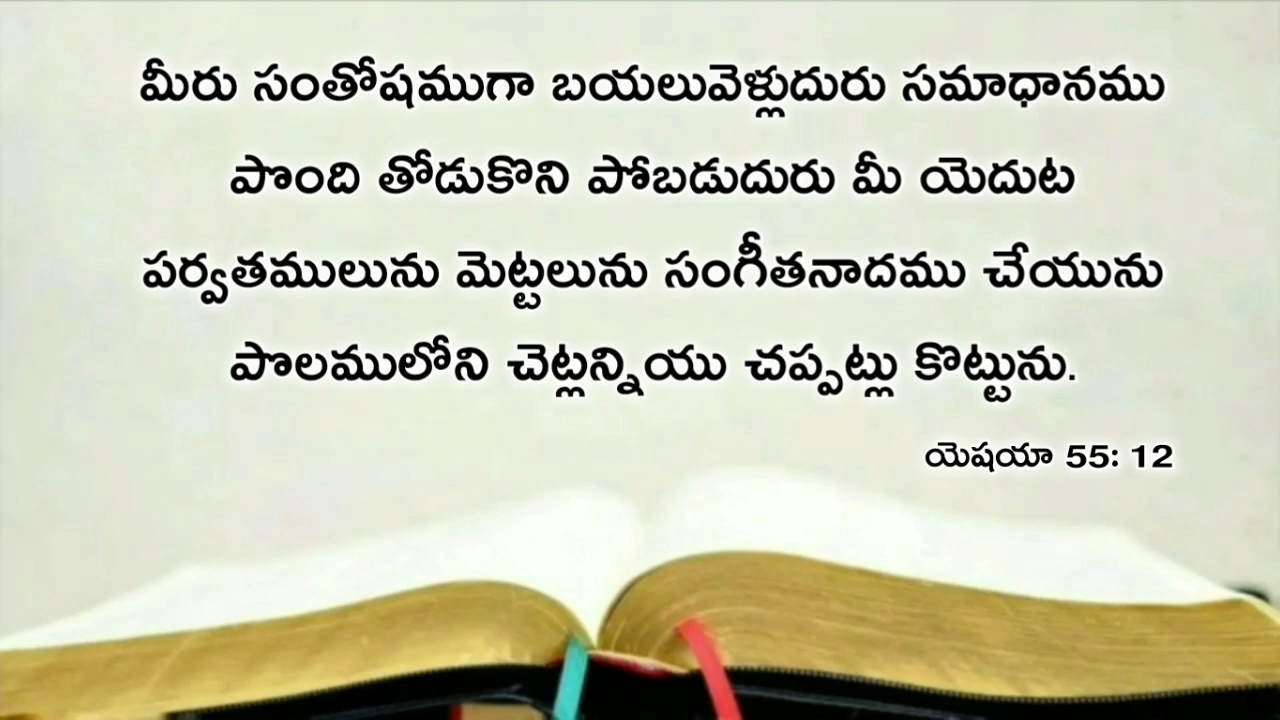 మీరు సంతోషముగా బయలువెళ్లుదురు సమాధానము
పొంది తోడుకొని పోబడుదురు మీ యెదుట
పర్వతములును మెట్టలును సంగీతనాదము చేయును
పొలములోని చెట్లన్నియు చప్పట్లు కొట్టును.
యెషయా 55: 12